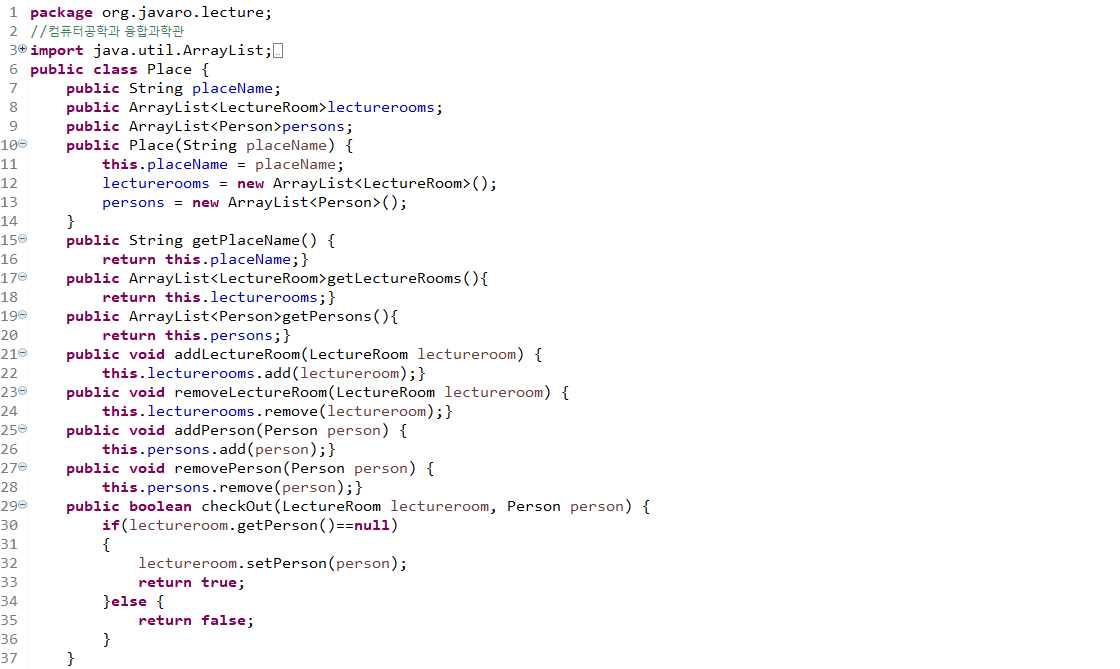 1 package org.javaro.lecture;
2 //컴퓨터공학과 융합과학관
3 import java.util.ArrayList;
6 public class Place {
7     public String placeName;
8     public ArrayList<LectureRoom>lecturerooms;
9     public ArrayList<Person>persons;
10     public Place(String placeName) {
11         this.placeName = placeName;
12         lecturerooms = new ArrayList<LectureRoom>();
13         persons = new ArrayList<Person>();
14     }
15     public String getPlaceName() {
16         return this.placeName;}
17     public ArrayList<LectureRoom>getLectureRooms(){
18         return this.lecturerooms;}
19     public ArrayList<Person>getPersons(){
20         return this.persons;}
21     public void addLectureRoom(LectureRoom lectureroom) {
22         this.lecturerooms.add(lectureroom);}
23     public void removeLectureRoom(LectureRoom lectureroom) {
24         this.lecturerooms.remove(lectureroom);}
25     public void addPerson(Person person) {
26         this.persons.add(person);}
27     public void removePerson(Person person) {
28         this.persons.remove(person);}
29     public boolean checkOut(LectureRoom lectureroom, Person person) {
30         if(lectureroom.getPerson()==null)
31         {
32             lectureroom.setPerson(person);
33             return true;
34         }else {
35             return false;
36         }
37     }